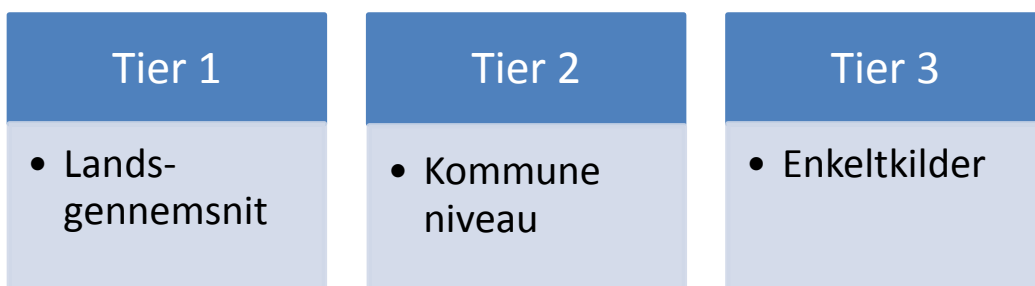 Tier 1
• Lands-
gennemsnit
Tier 2
• Kommune
niveau
Tier 3
• Enkeltkilder